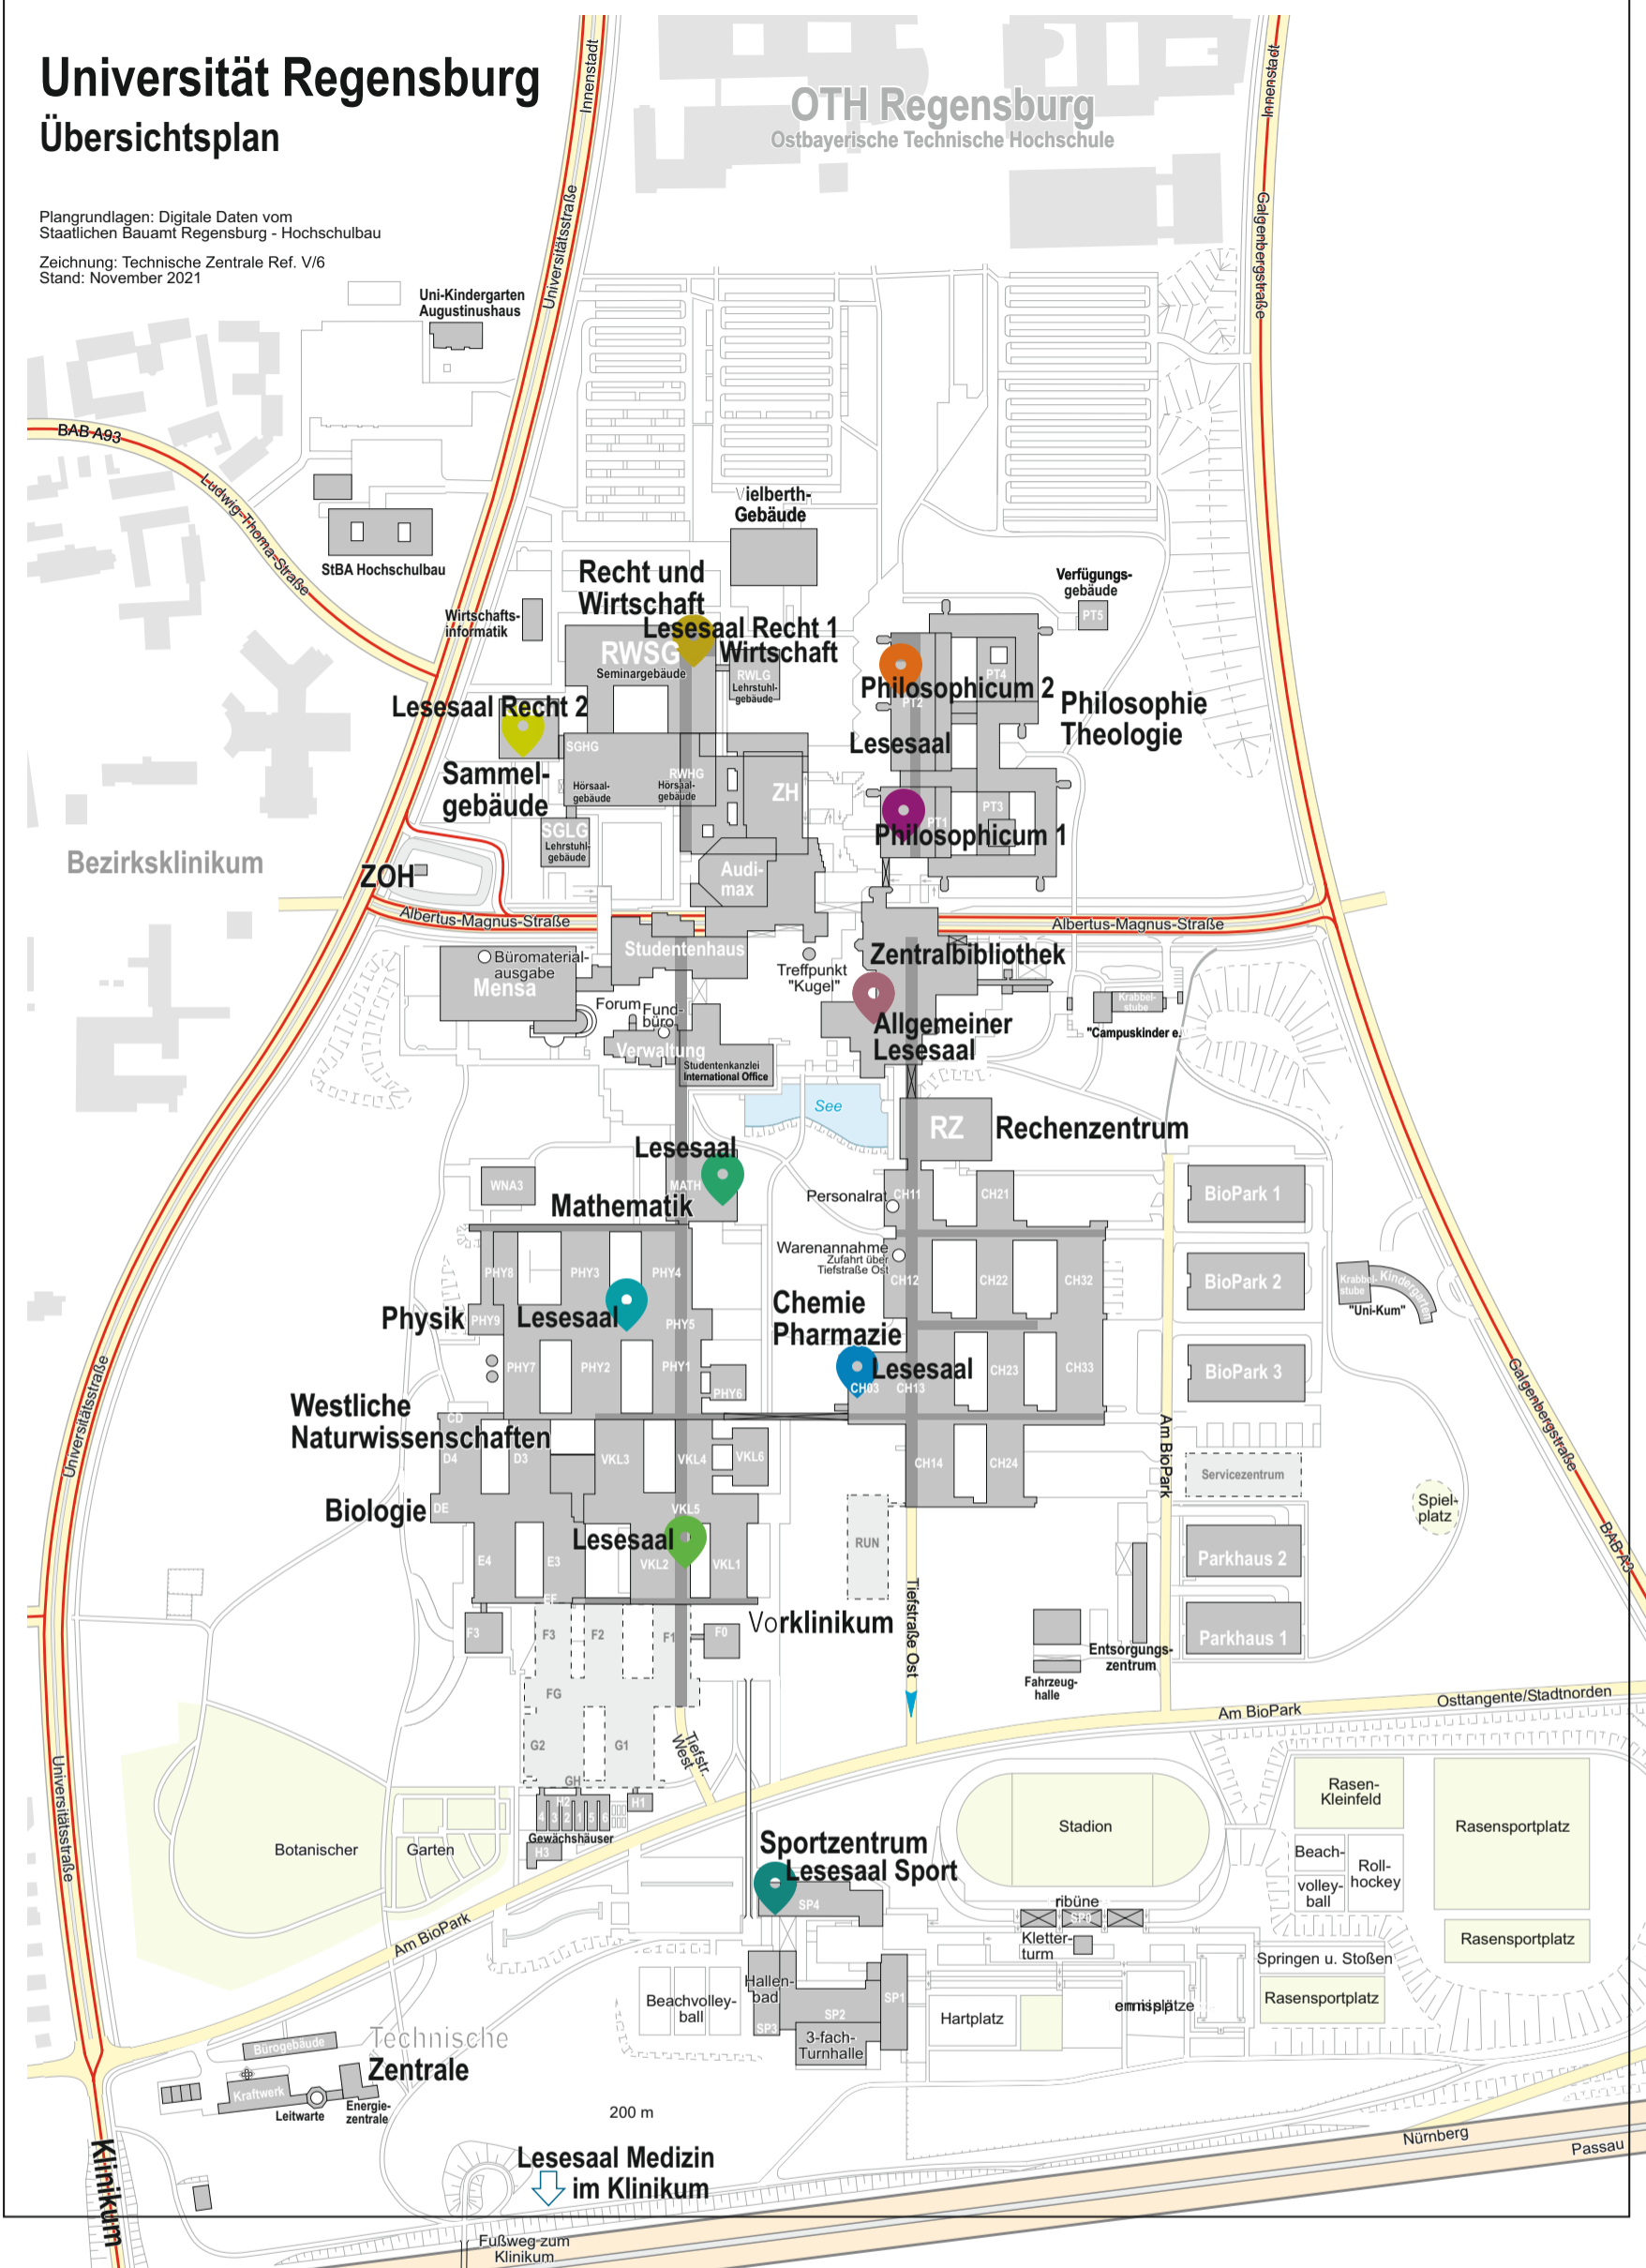 Universität Regensburg
Übersichtsplan
Plangrundlagen: Digitale Daten vom
Staatlichen Bauamt Regensburg - Hochschulbau
Zeichnung: Technische Zentrale Ref. V/6
Stand: November 2021
Innenstadt
Universitätsstraße
OTH Regensburg
Ostbayerische Technische Hochschule
Innenstadt
Galgenbergstraße
Uni-Kindergarten
Augustinushaus
BAB A93
Ludwig-Thoma-Straße
StBA Hochschulbau
Vielberth-
Gebäude
Wirtschafts-
informatik
Recht und
Wirtschaft
Lesesaal Recht 1
Wirtschaft
RWSG
Seminargebäude
RWLG
Lehrstuhl-
gebäude
Verfügungs-
gebäude
PT5
PT4
Philosophicum 2
PT2
Philosophie
Theologie
Lesesaal
Lesesaal Recht 2
Sammel-
gebäude
SGHG
Hörsaal-
gebäude
RWHG
Hörsaal-
gebäude
ZH
PT3
PT1
Philosophicum 1
SGLG
Lehrstuhl-
gebäude
Bezirksklinikum
ZOH
Audi-
max
Albertus-Magnus-Straße
Albertus-Magnus-Straße
Studentenhaus
Büromaterial-
ausgabe
Mensa
Zentralbibliothek
Treffpunkt
"Kugel"
Forum
Fund-
büro
Verwaltung
Studentenkanzlei
International Office
Allgemeiner
Lesesaal
Krabbel-
stube
"Campuskinder e.
See
RZ
Rechenzentrum
Lesesaal
MATH
Mathematik
WNA3
Personalrat
CH11
CH21
BioPark 1
Warenannahme
Zufahrt über
Tiefstraße Ost
CH12
CH22
CH32
BioPark 2
Krabbel-
stube
Kindergarten
"Uni-Kum"
PHY8
PHY3
PHY4
Physik
PHY9
Lesesaal
PHY5
Chemie
Pharmazie
Lesesaal
CH03
CH13
CH23
CH33
BioPark 3
PHY7
PHY2
PHY1
PHY6
Universitätsstraße
Galgenbergstraße
Westliche
Naturwissenschaften
CD
D4
D3
VKL3
VKL4
VKL6
CH14
CH24
Am BioPark
Servicezentrum
Spiel-
platz
BAB A3
Biologie
DE
VKL5
Lesesaal
E4
E3
VKL2
VKL1
EF
RUN
Parkhaus 2
Parkhaus 1
Tiefstraße Ost
Entsorgungs-
zentrum
Fahrzeug-
halle
F3
F3
F2
F1
F0
Vorklinikum
FG
G2
G1
GH
Tiefstr.
West
Am BioPark
Osttangente/Stadtnorden
Universitätsstraße
H2
4
3
2
1
5
6
H1
Gewächshäuser
H3
Botanischer
Garten
Sportzentrum
Lesesaal Sport
SP4
Stadion
Rasen-
Kleinfeld
Rasensportplatz
Beach-
volley-
ball
Roll-
hockey
ribüne
SP0
Kletter-
turm
Springen u. Stoßen
Rasensportplatz
Rasensportplatz
Am BioPark
Beachvolley-
ball
Hallen-
bad
SP3
SP2
SP1
3-fach-
Turnhalle
Hartplatz
Technische
Zentrale
Bürogebäude
Kraftwerk
Leitwarte
Energie-
zentrale
200 m
Lesesaal Medizin
im Klinikum
Klinikum
Fußweg zum
Klinikum
Nürnberg
Passau